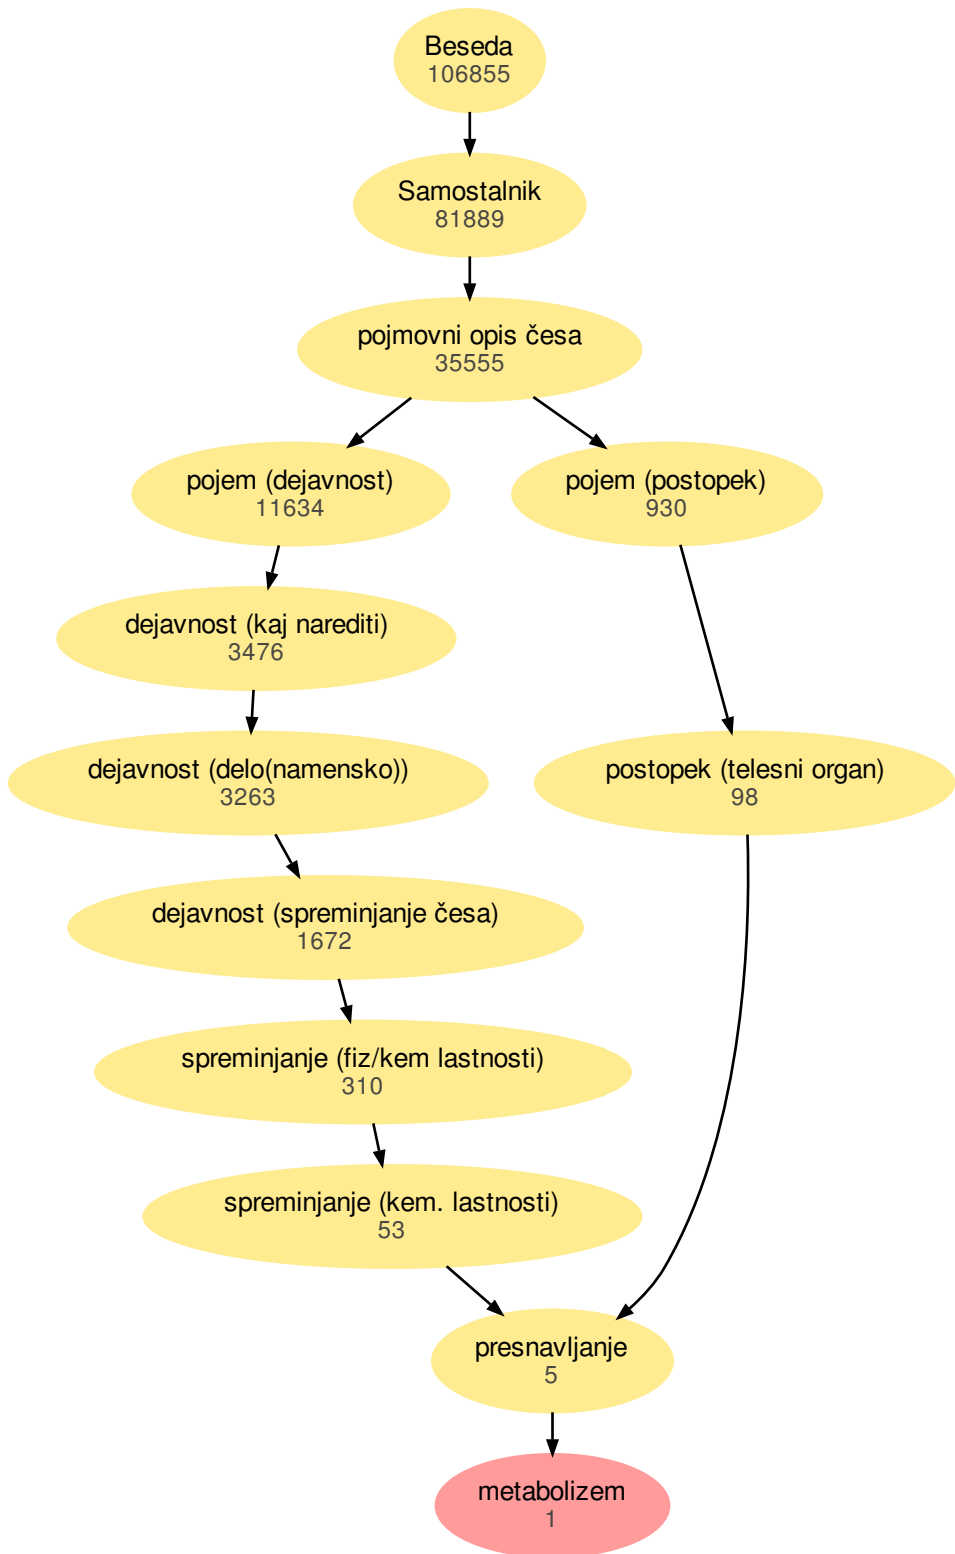 Beseda
106855
Samostalnik
81889
pojmovni opis česa
35555
pojem (dejavnost)
11634
pojem (postopek)
930
dejavnost (kaj narediti)
3476
dejavnost (delo(namensko))
3263
postopek (telesni organ)
98
dejavnost (spreminjanje česa)
1672
spreminjanje (fiz/kem lastnosti)
310
spreminjanje (kem. lastnosti)
53
presnavljanje
5
metabolizem
1